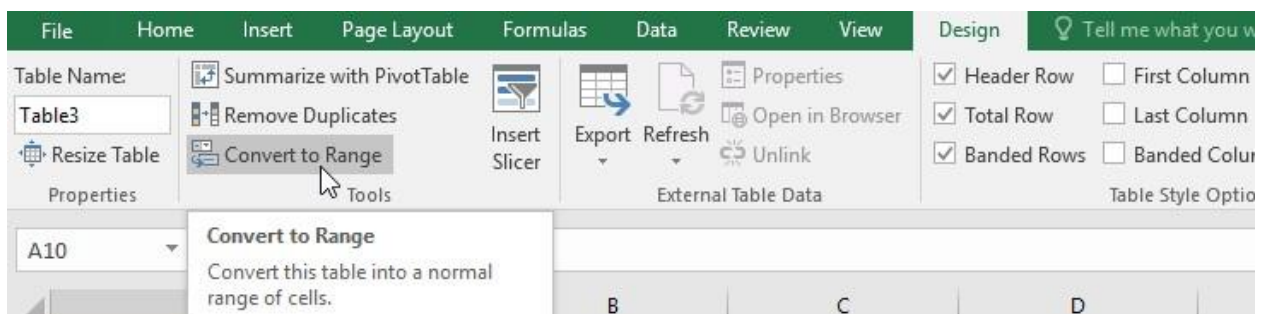 File Home Insert Page Layout Formulas Data Review View Design Tell me what you w
Table Name:
Table3
Resize Table
Properties
Summarize with PivotTable
Remove Duplicates
Convert to Range
Insert
Slicer
Tools
Export
Refresh
Properties
Open in Browser
Unlink
External Table Data
Header Row
Total Row
Banded Rows
First Column
Last Column
Banded Colu
Table Style Optio
A10
Convert to Range
Convert this table into a normal
range of cells.
B C D